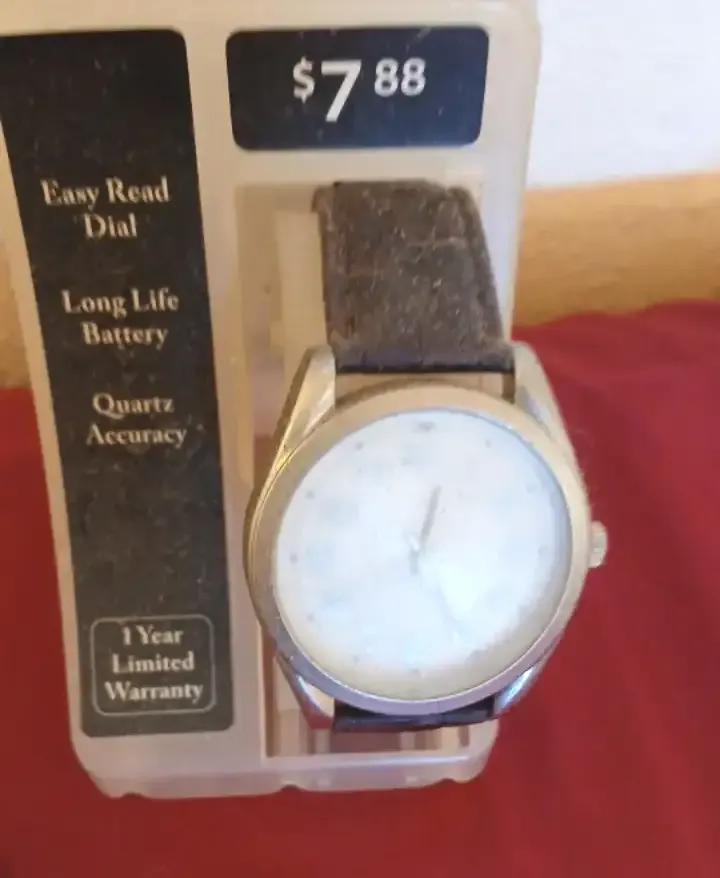 $7 88
Easy Read
Dial
Long Life
Battery
Quartz
Accuracy
1 Year
Limited
Warranty